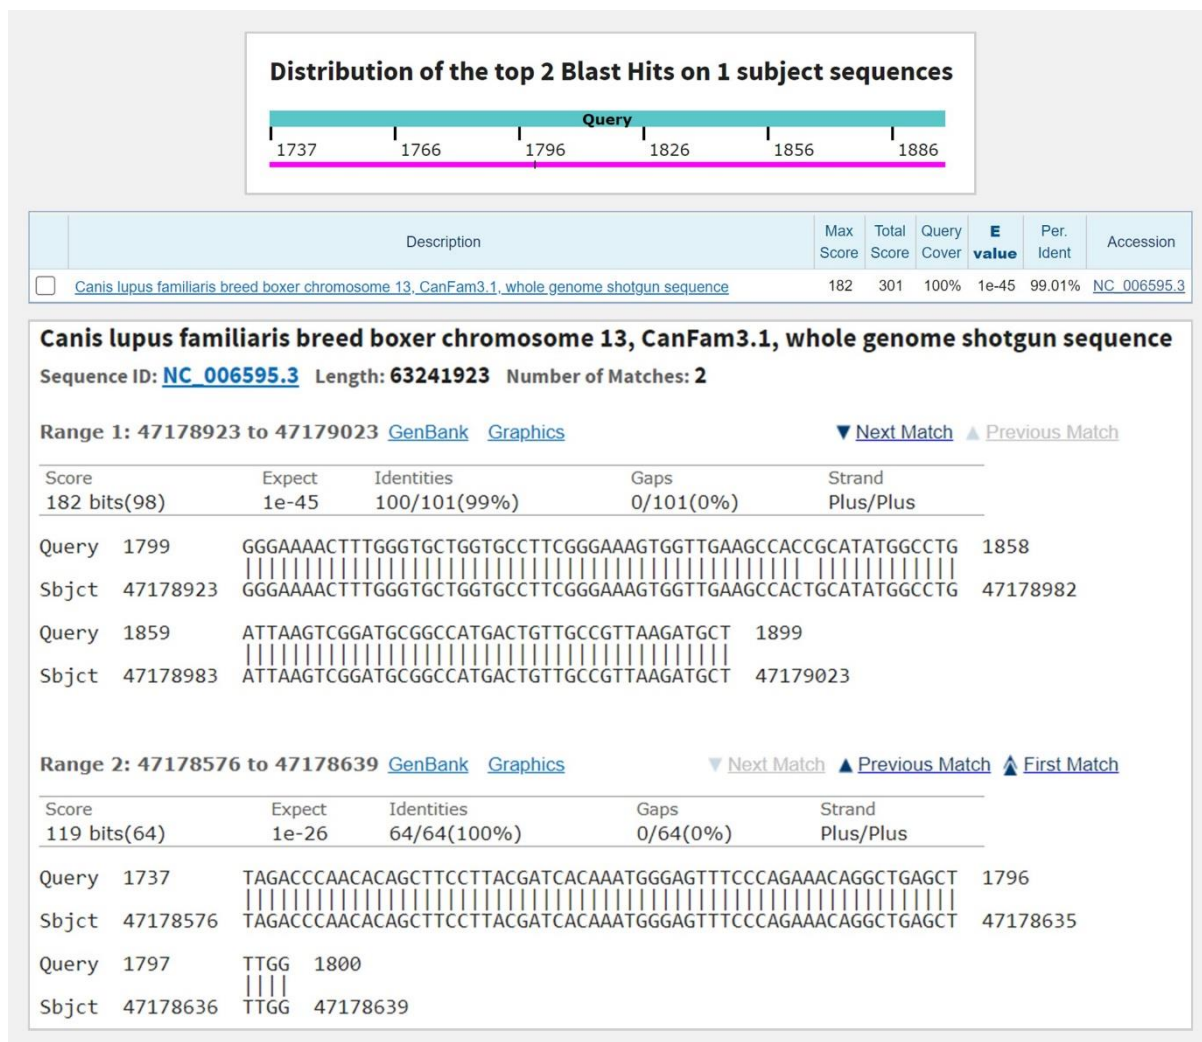 Distribution of the top 2 Blast Hits on 1 subject sequences
Query
1737 1766 1796 1826 1856 1886
Description Max Score Total Score Query Cover E value Per. Ident Accession
Canis lupus familiaris breed boxer chromosome 13, CanFam3.1, whole genome shotgun sequence 182 301 100% 1e-45 99.01% NC_006595.3
Canis lupus familiaris breed boxer chromosome 13, CanFam3.1, whole genome shotgun sequence
Sequence ID: NC_006595.3 Length: 63241923 Number of Matches: 2
Range 1: 47178923 to 47179023 GenBank Graphics ▼ Next Match ▲ Previous Match
Score Expect Identities Gaps Strand
182 bits(98) 1e-45 100/101(99%) 0/101(0%) Plus/Plus
Query 1799 GGGAAAACTTTGGGTGCTGGTGCCTTCGGGAAAGTGGTTGAAGCCACCGCATATGGCCTG 1858
Sbjct 47178923 GGGAAAACTTTGGGTGCTGGTGCCTTCGGGAAAGTGGTTGAAGCCACTGCATATGGCCTG 47178982
Query 1859 ATTAAGTCGGATGCGGCCATGACTGTTGCCGTTAAGATGCT 1899
Sbjct 47178983 ATTAAGTCGGATGCGGCCATGACTGTTGCCGTTAAGATGCT 47179023
Range 2: 47178576 to 47178639 GenBank Graphics ▼ Next Match ▲ Previous Match First Match
Score Expect Identities Gaps Strand
119 bits(64) 1e-26 64/64(100%) 0/64(0%) Plus/Plus
Query 1737 TAGACCCAACACAGCTTCCTTACGATCACAAATGGGAGTTTCCCAGAAACAGGCTGAGCT 1796
Sbjct 47178576 TAGACCCAACACAGCTTCCTTACGATCACAAATGGGAGTTTCCCAGAAACAGGCTGAGCT 47178635
Query 1797 TTGG 1800
Sbjct 47178636 TTGG 47178639